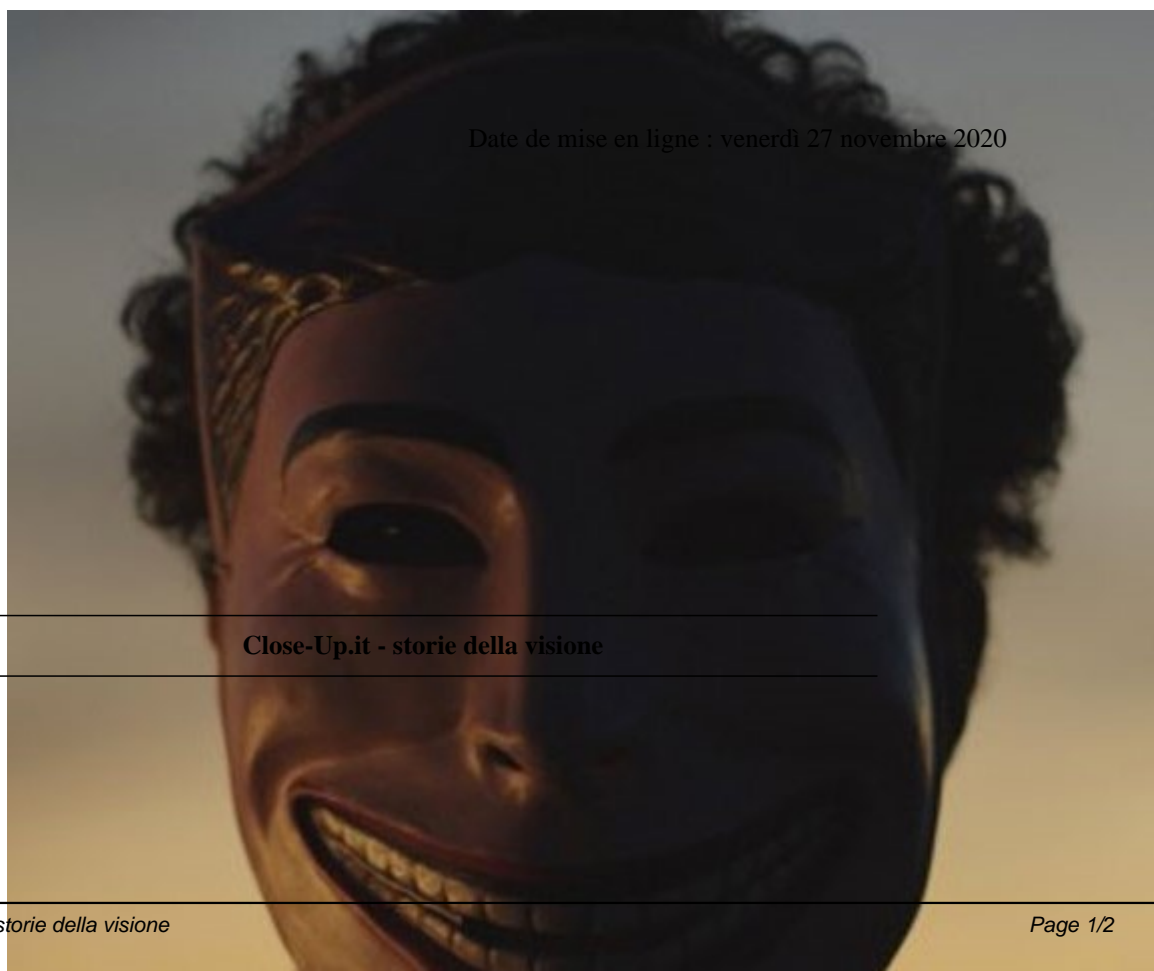 Date de mise en ligne : venerdì 27 novembre 2020
Close-Up.it - storie della visione
storie della visione
Page 1/2